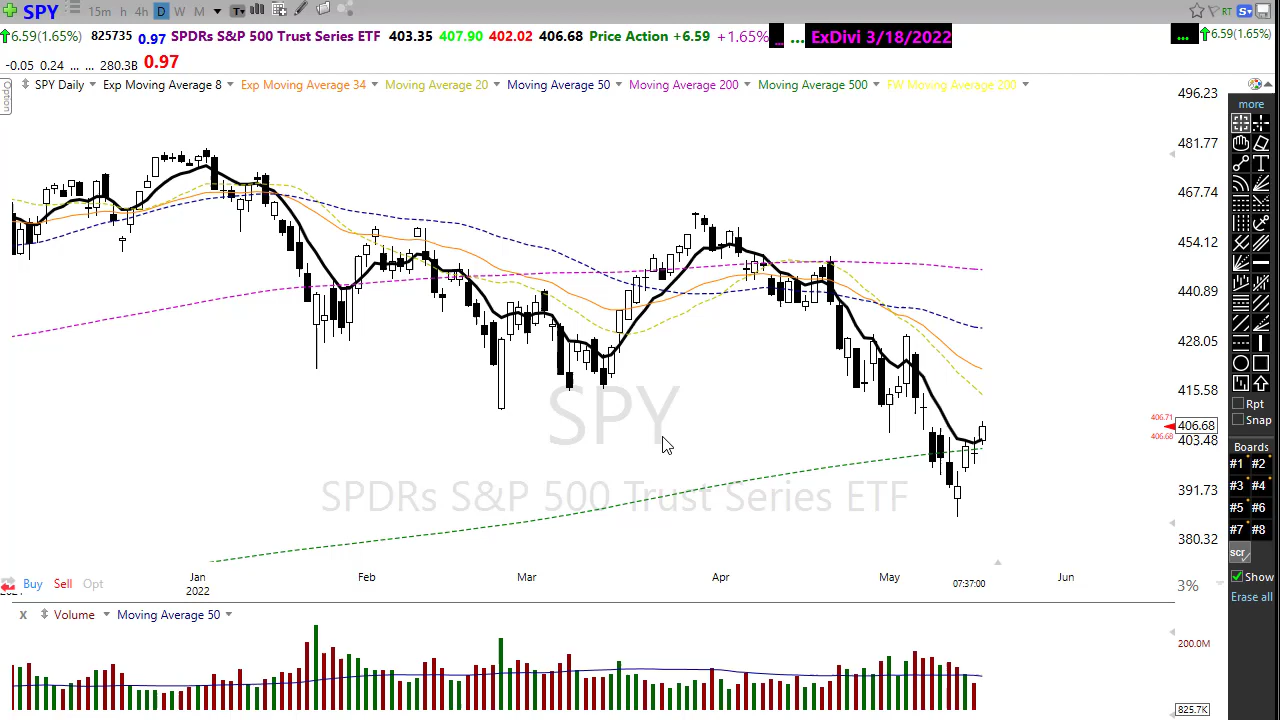 SPY 15m h 4h D W M T RT S
6.59(1.65%) 825735 0.97 SPDRs S&P 500 Trust Series ETF 403.35 407.90 402.02 406.68 Price Action +6.59 +1.65% ... ... ExDivi 3/18/2022 ... 6.59(1.65%)
-0.05 0.24 ... ... 280.3B 0.97
Option
SPY Daily Exp Moving Average 8 Exp Moving Average 34 Moving Average 20 Moving Average 50 Moving Average 200 Moving Average 500 FW Moving Average 200
496.23
481.77
467.74
454.12
440.89
428.05
415.58
406.71
406.68
406.68
403.48
391.73
380.32
SPY
SPDRs S&P 500 Trust Series ETF
Jan Feb Mar Apr May Jun
2022
07:37:00
3%
Buy Sell Opt
X Volume Moving Average 50
200.0M
825.7K
more
T
Rpt
Snap
Boards
#1 #2
#3 #4
#5 #6
#7 #8
scr
Show
Erase all